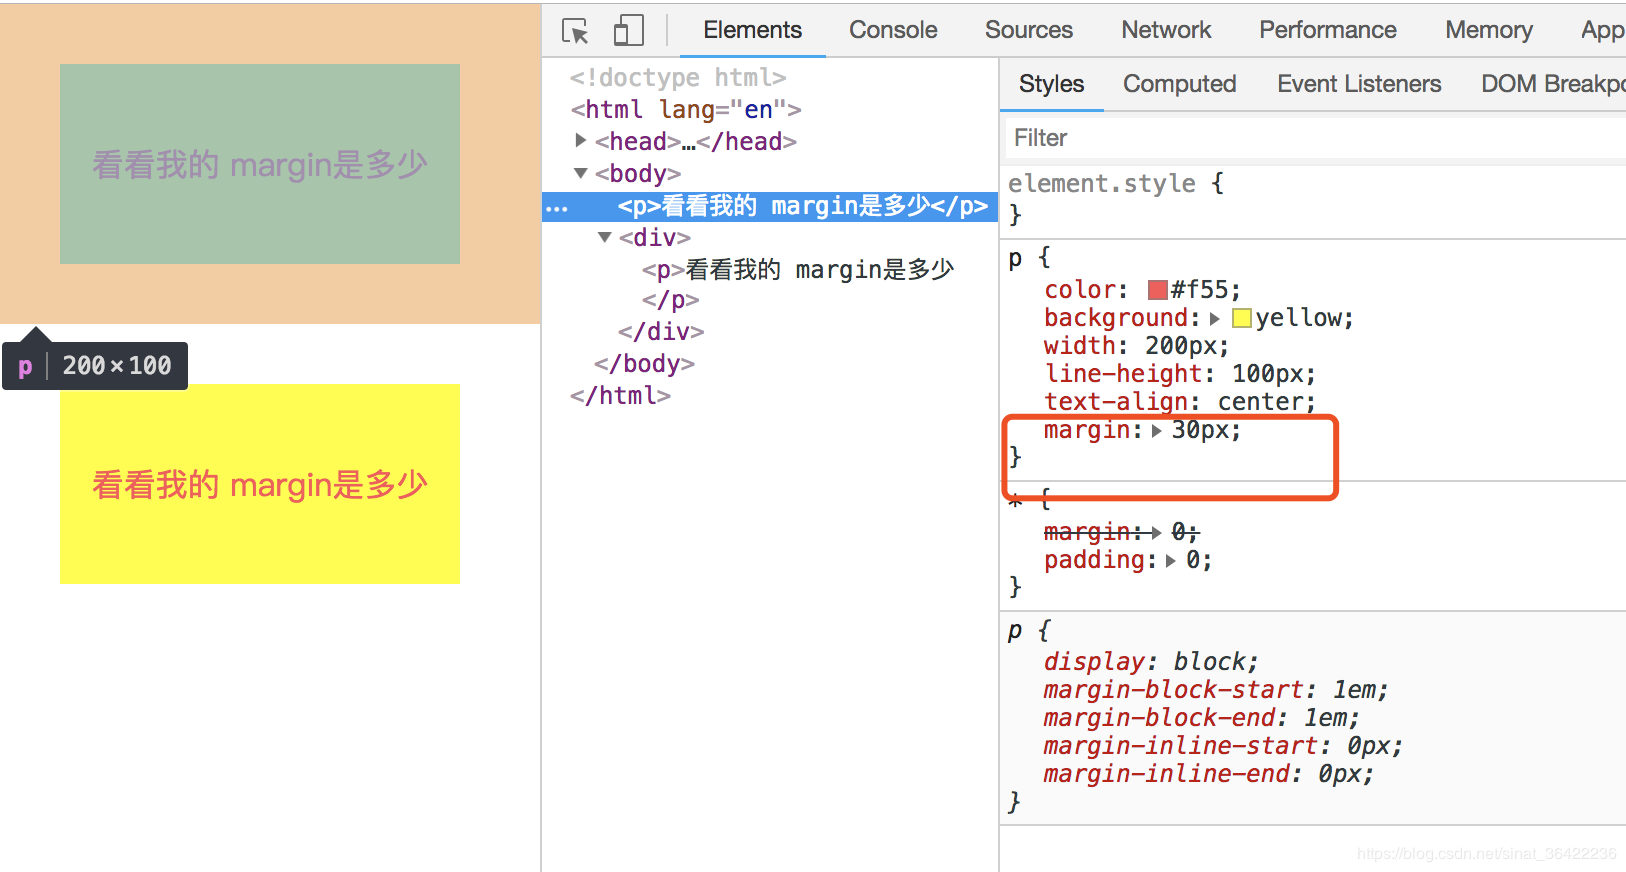 看看我的 margin是多少
p 200×100
看看我的 margin是多少
Elements Console Sources Network Performance Memory App
<!doctype html>
<html lang="en">
<head>…</head>
<body>
… <p>看看我的 margin是多少</p>
<div>
<p>看看我的 margin是多少
</p>
</div>
</body>
</html>
Styles Computed Event Listeners DOM Breakpo
Filter
element.style {
}
p {
color: #f55;
background: yellow;
width: 200px;
line-height: 100px;
text-align: center;
margin: 30px;
}
* {
margin: 0;
padding: 0;
}
p {
display: block;
margin-block-start: 1em;
margin-block-end: 1em;
margin-inline-start: 0px;
margin-inline-end: 0px;
}
https://blog.csdn.net/sinat_36422236